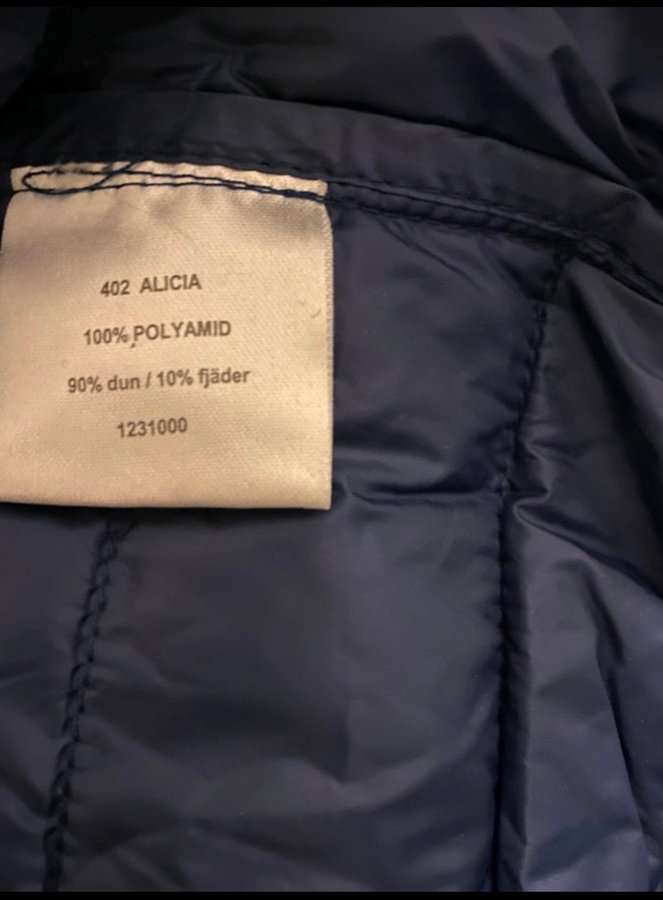 402 ALICIA
100% POLYAMID
90% dun / 10% fjäder
1231000